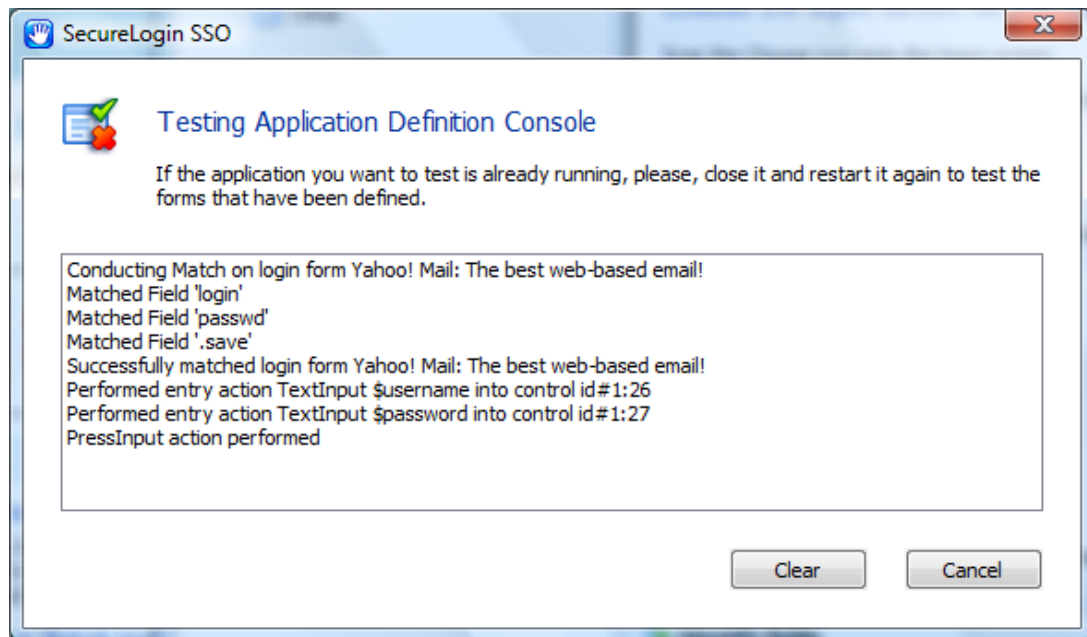 SecureLogin SSO
Testing Application Definition Console
If the application you want to test is already running, please, close it and restart it again to test the
forms that have been defined.
Conducting Match on login form Yahoo! Mail: The best web-based email!
Matched Field 'login'
Matched Field 'passwd'
Matched Field '.save'
Successfully matched login form Yahoo! Mail: The best web-based email!
Performed entry action TextInput $username into control id#1:26
Performed entry action TextInput $password into control id#1:27
PressInput action performed
Clear
Cancel